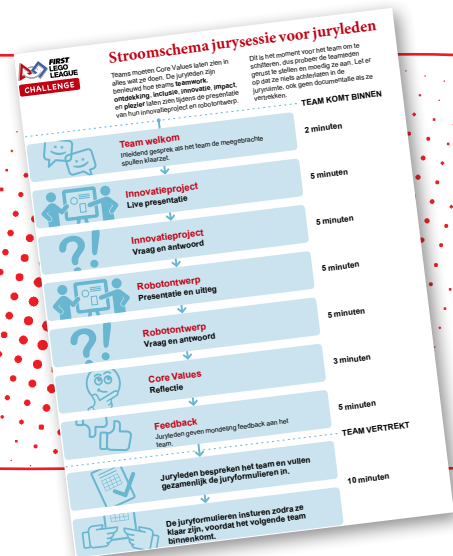 FIRST
LEGO
LEAGUE
CHALLENGE
Stroomschema jurysessie voor juryleden
Teams moeten Core Values laten zien in
alles wat ze doen. De juryleden zijn
benieuwd hoe teams teamwork,
ontdekking, inclusie, innovatie, impact,
en plezier laten zien tijdens de presentatie
van hun innovatieproject en robotontwerp.
Dit is het moment voor het team om te
schitteren, dus probeer de teamleden
gerust te stellen en moedig ze aan. Let er
op dat ze niets achterlaten in de
juryruimte, ook geen documentatie als ze
vertrekken.
TEAM KOMT BINNEN
Team welkom
Inleidend gesprek als het team de meegebrachte
spullen klaarzet.
2 minuten
Innovatieproject
Live presentatie
5 minuten
Innovatieproject
Vraag en antwoord
5 minuten
Robotontwerp
Presentatie en uitleg
5 minuten
Robotontwerp
Vraag en antwoord
5 minuten
Core Values
Reflectie
3 minuten
Feedback
Juryleden geven mondeling feedback aan het
team.
5 minuten
TEAM VERTREKT
Juryleden bespreken het team en vullen
gezamenlijk de juryformulieren in.
10 minuten
De juryformulieren insturen zodra ze
klaar zijn, voordat het volgende team
binnenkomt.